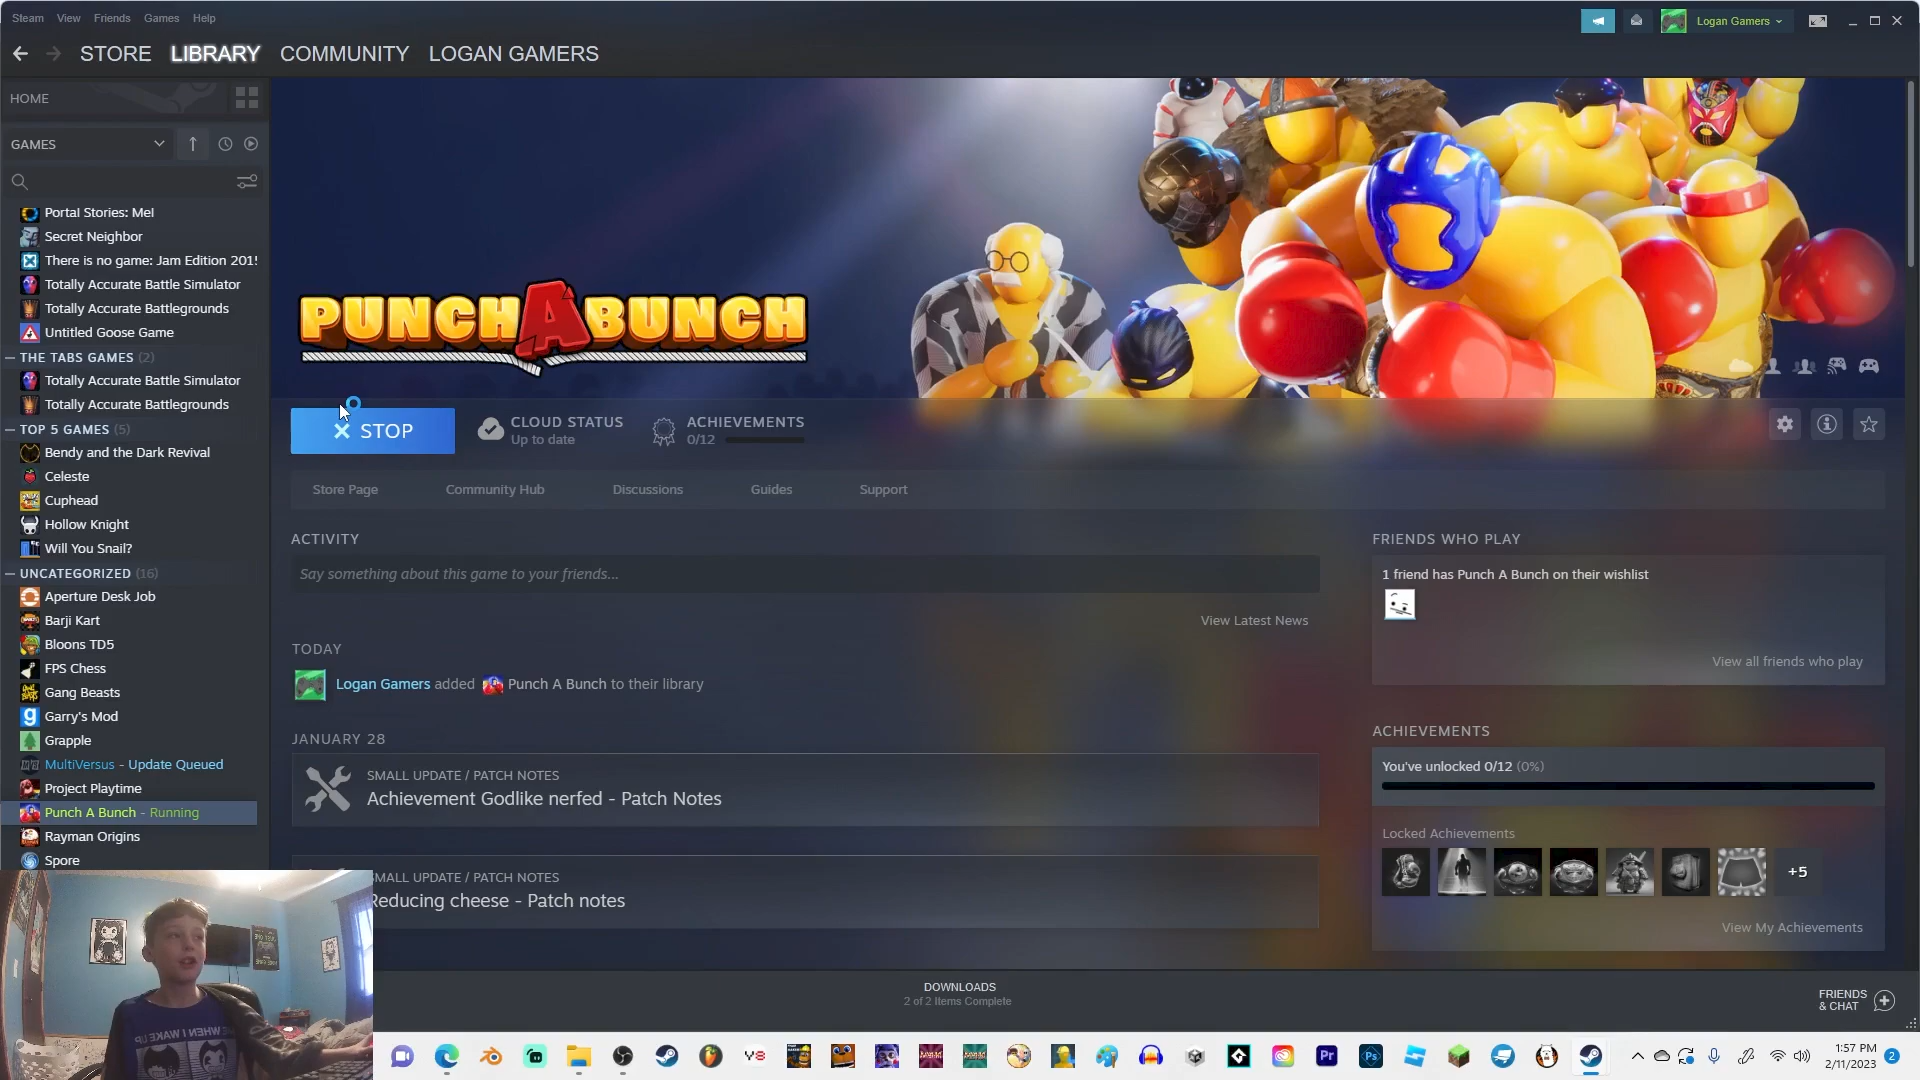 Steam View Friends Games Help
Logan Gamers
STORE LIBRARY COMMUNITY LOGAN GAMERS
HOME
GAMES
Portal Stories: Mel
Secret Neighbor
There is no game: Jam Edition 201
Totally Accurate Battle Simulator
Totally Accurate Battlegrounds
Untitled Goose Game
THE TABS GAMES (2)
Totally Accurate Battle Simulator
Totally Accurate Battlegrounds
TOP 5 GAMES (5)
Bendy and the Dark Revival
Celeste
Cuphead
Hollow Knight
Will You Snail?
UNCATEGORIZED (16)
Aperture Desk Job
Barji Kart
Bloons TD5
FPS Chess
Gang Beasts
Garry's Mod
Grapple
MultiVersus - Update Queued
Project Playtime
Punch A Bunch - Running
Rayman Origins
Spore
PUNCH A BUNCH
STOP
CLOUD STATUS
Up to date
ACHIEVEMENTS
0/12
Store Page Community Hub Discussions Guides Support
ACTIVITY
Say something about this game to your friends...
View Latest News
TODAY
Logan Gamers added Punch A Bunch to their library
JANUARY 28
SMALL UPDATE / PATCH NOTES
Achievement Godlike nerfed - Patch Notes
SMALL UPDATE / PATCH NOTES
Reducing cheese - Patch notes
FRIENDS WHO PLAY
1 friend has Punch A Bunch on their wishlist
View all friends who play
ACHIEVEMENTS
You've unlocked 0/12 (0%)
Locked Achievements
+5
View My Achievements
DOWNLOADS
2 of 2 Items Complete
FRIENDS
& CHAT
Pr
Ps
1:57 PM
2/11/2023
2